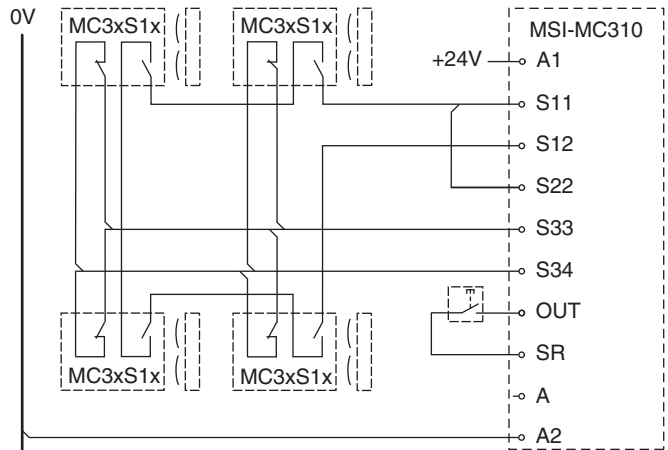 0V
MC3xS1x
MC3xS1x
MSI-MC310
+24V
A1
S11
S12
S22
S33
S34
OUT
SR
A
A2
MC3xS1x
MC3xS1x